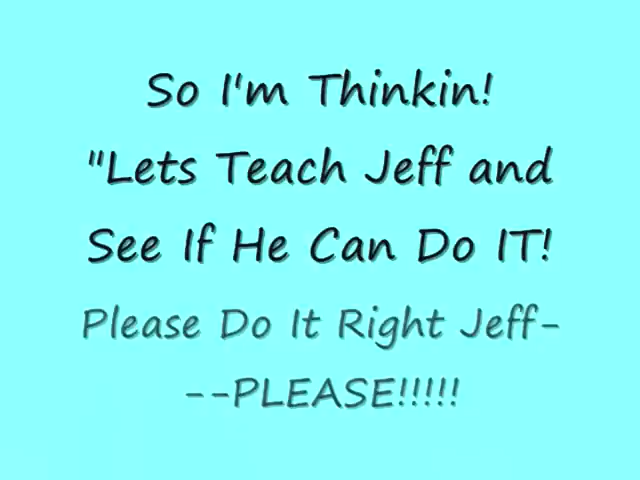 So I'm Thinkin!
"Lets Teach Jeff and
See If He Can Do IT!
Please Do It Right Jeff-
--PLEASE!!!!!